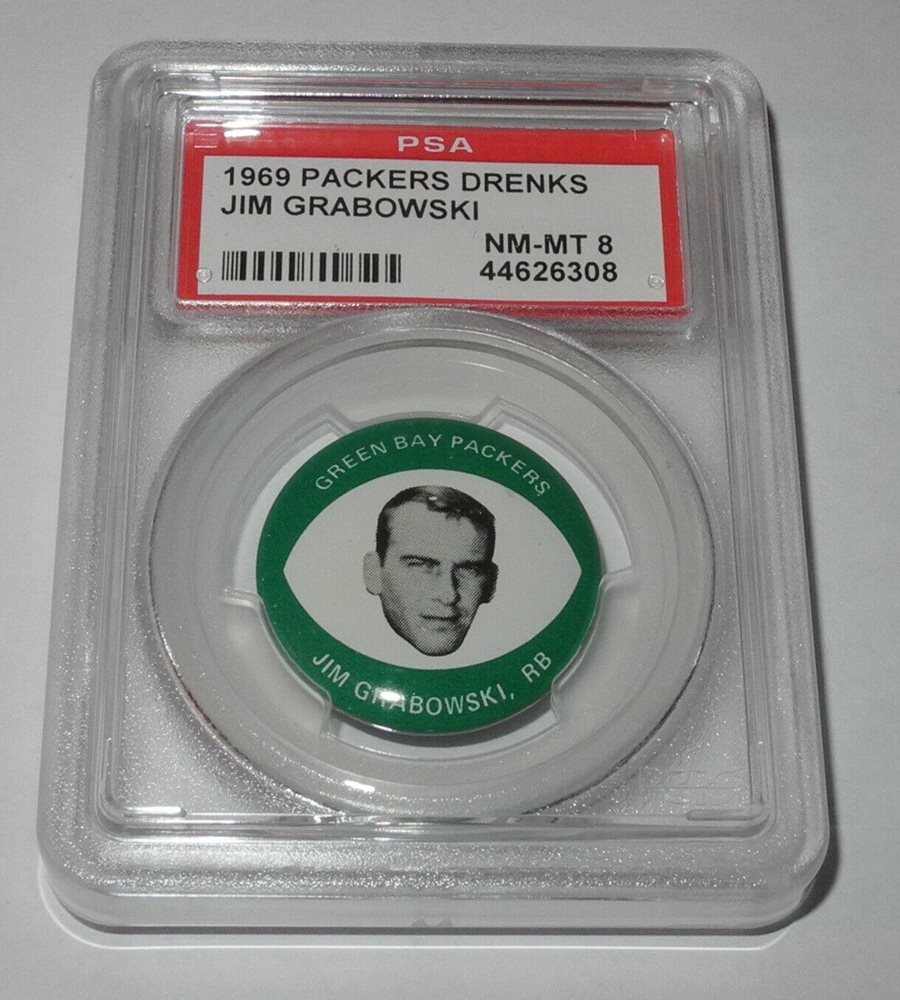 PSA
1969 PACKERS DRENKS
JIM GRABOWSKI
NM-MT 8
44626308
GREEN BAY PACKERS
JIM GRABOWSKI, RB